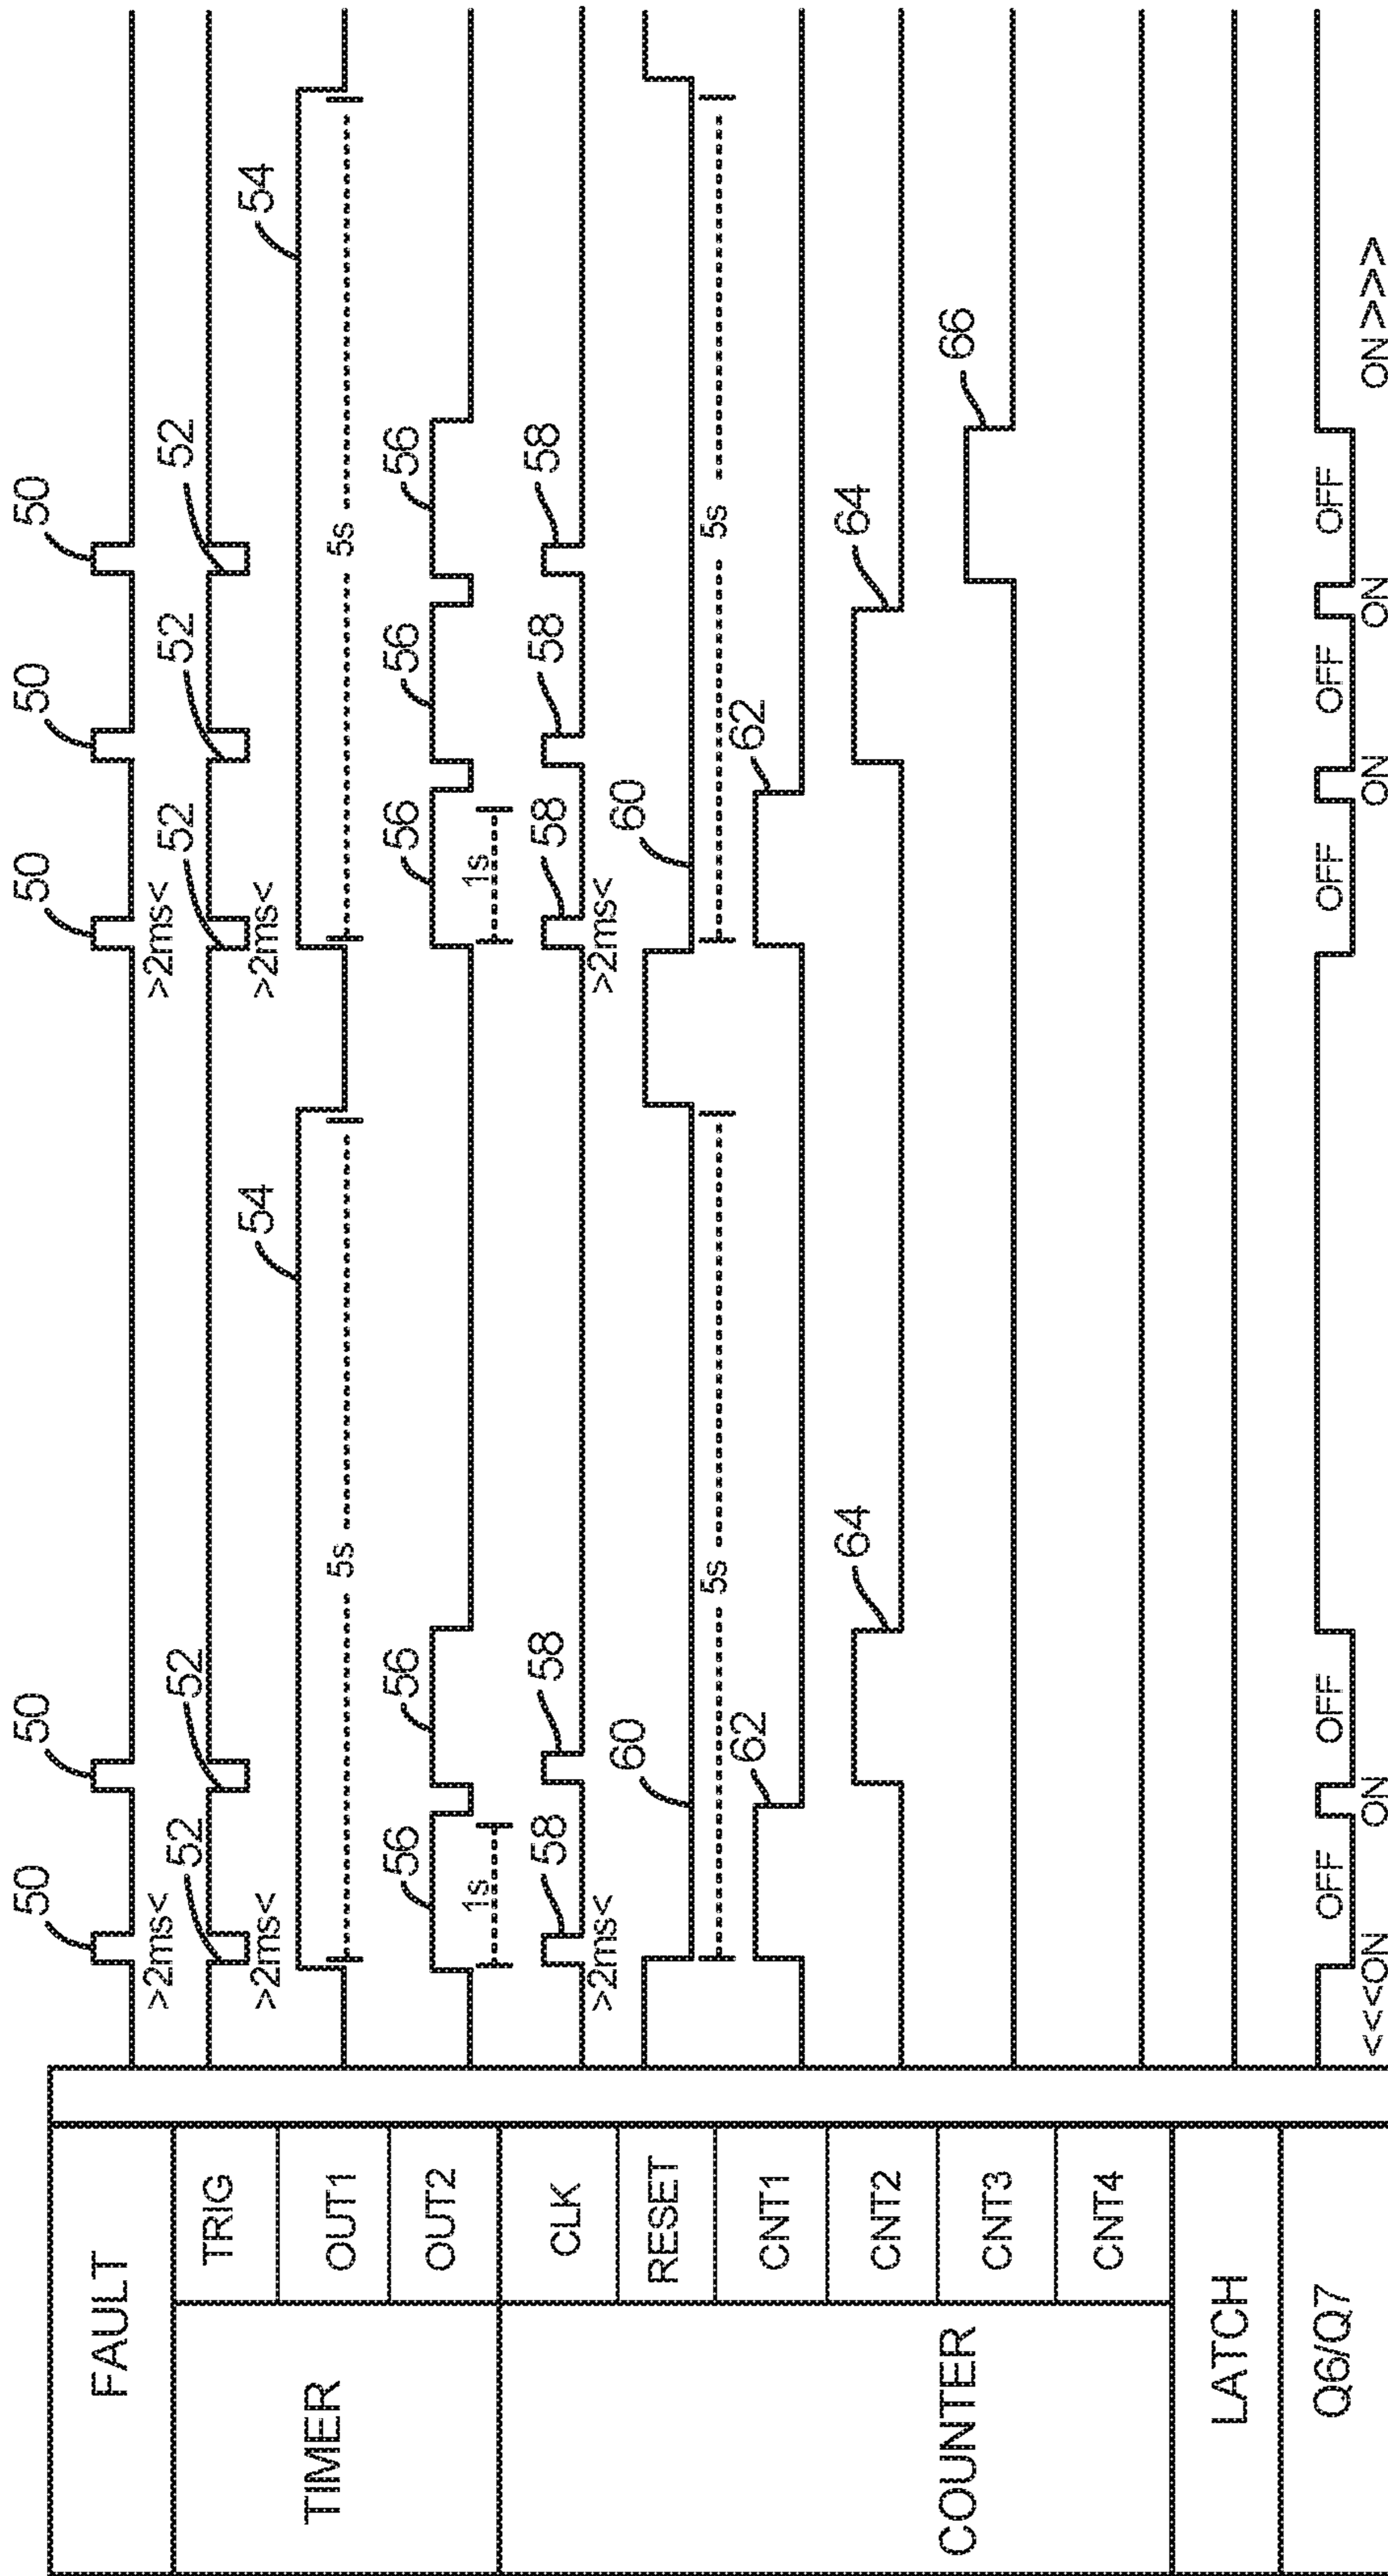 FAULT
50
50
50
50
50
>2ms<
>2ms<
TIMER
TRIG
52
52
52
52
52
>2ms<
>2ms<
OUT1
54
54
5s
5s
OUT2
56
56
56
56
56
1s
1s
COUNTER
CLK
58
58
58
58
58
>2ms<
>2ms<
RESET
60
60
5s
5s
CNT1
62
62
CNT2
64
64
CNT3
66
CNT4
LATCH
Q6/Q7
OFF
OFF
OFF
OFF
OFF
<<<ON
ON
ON
ON
ON>>>